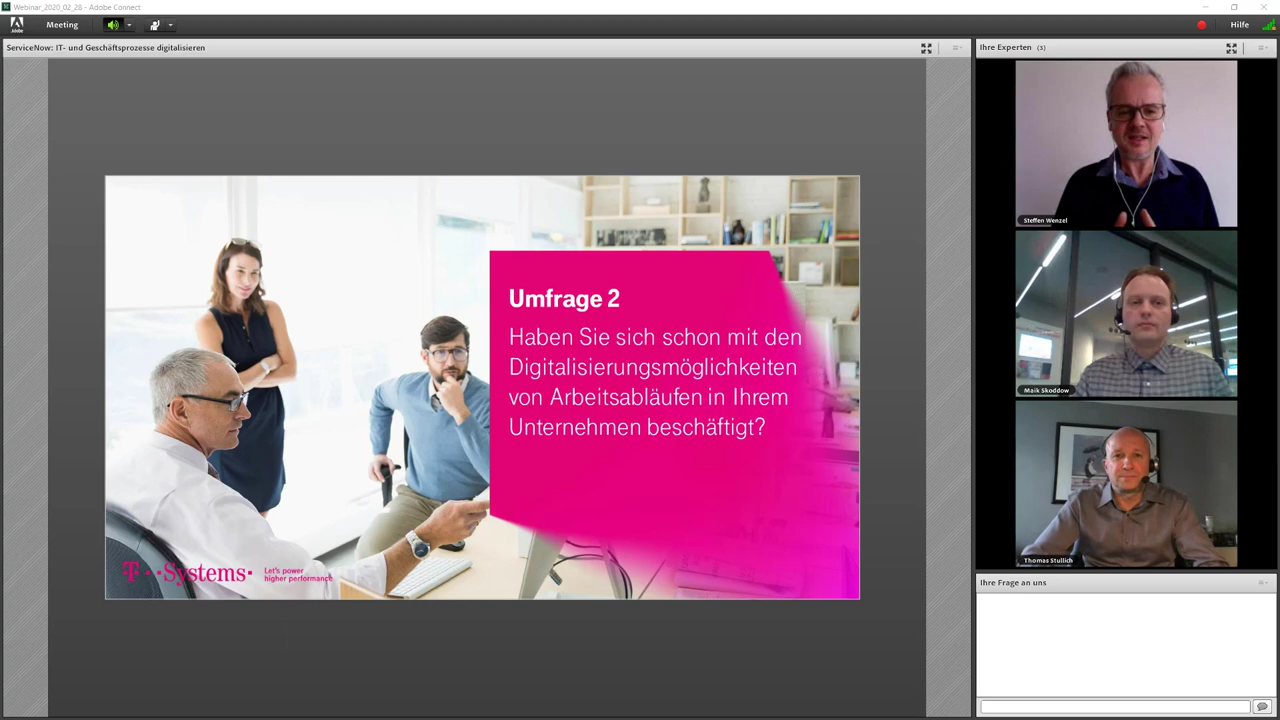 Webinar_2020_02_28 - Adobe Connect
Adobe
Meeting
Hilfe
ServiceNow: IT- und Geschäftsprozesse digitalisieren
Umfrage 2
Haben Sie sich schon mit den
Digitalisierungsmöglichkeiten
von Arbeitsabläufen in Ihrem
Unternehmen beschäftigt?
T··Systems·
Let's power
higher performance
Ihre Experten (3)
Steffen Wenzel
Maik Skoddow
Thomas Stullich
Ihre Frage an uns